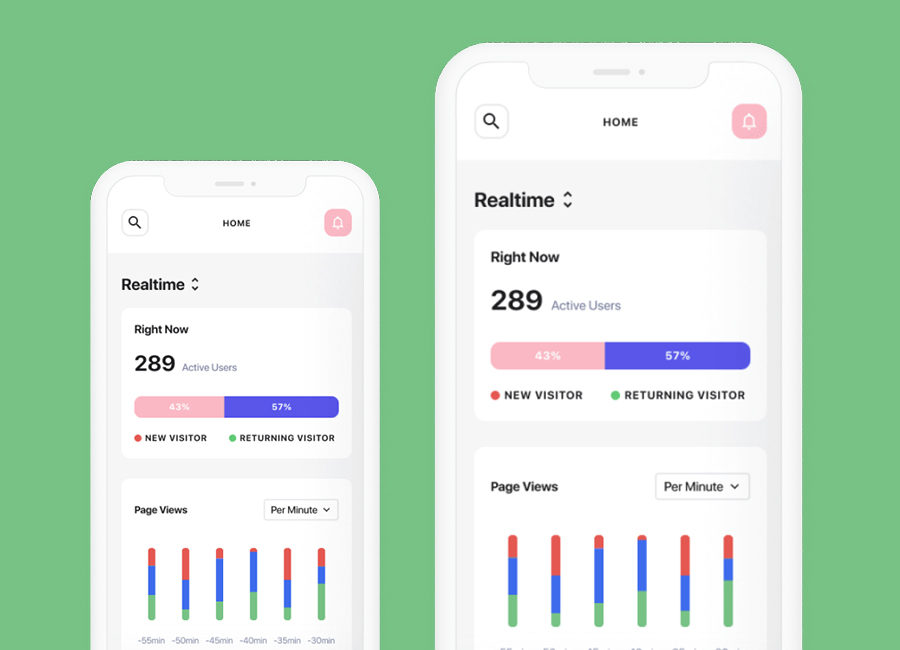 HOME
Realtime
Right Now
289 Active Users
43% 57%
NEW VISITOR RETURNING VISITOR
Page Views Per Minute
-55min -50min -45min -40min -35min -30min
HOME
Realtime
Right Now
289 Active Users
43% 57%
NEW VISITOR RETURNING VISITOR
Page Views Per Minute